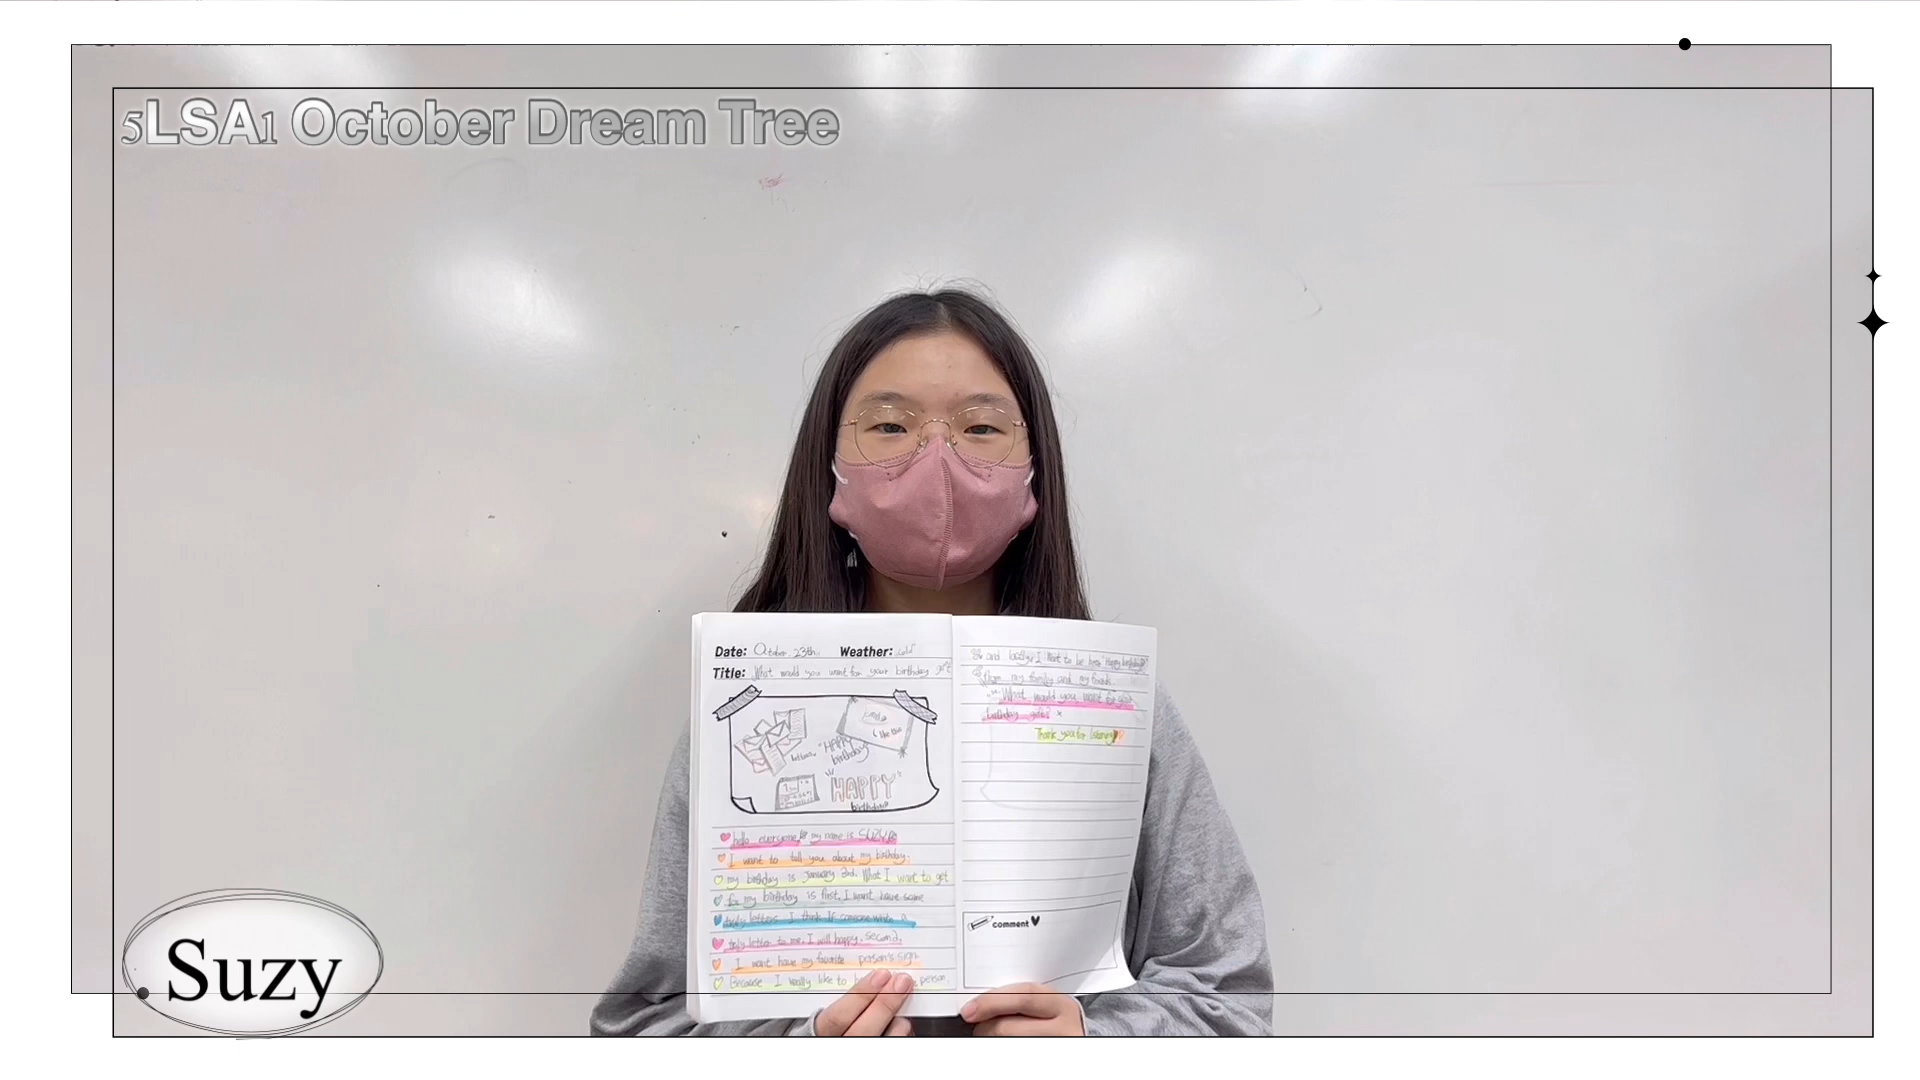 5LSA1 October Dream Tree
Date: October. 23th. Weather: cold
Title: What would you want for your birthday gift?
letters.
"HAPPY birthday"
like this
"HAPPY"
birthday
hello everyone, my name is SUZY.
I want to tell you about my birthday.
my birthday is January 3rd. What I want to get
for my birthday is first, I want have some
letters. I think If someone write a
letter to me, I will happy. second,
I want have my favorite person's sign.
Because I really like to person.
and I want to be hear "Happy birthday"
from my family and my friends.
What would you want for your
birthday gift?
Thank you for listening
comment
Suzy